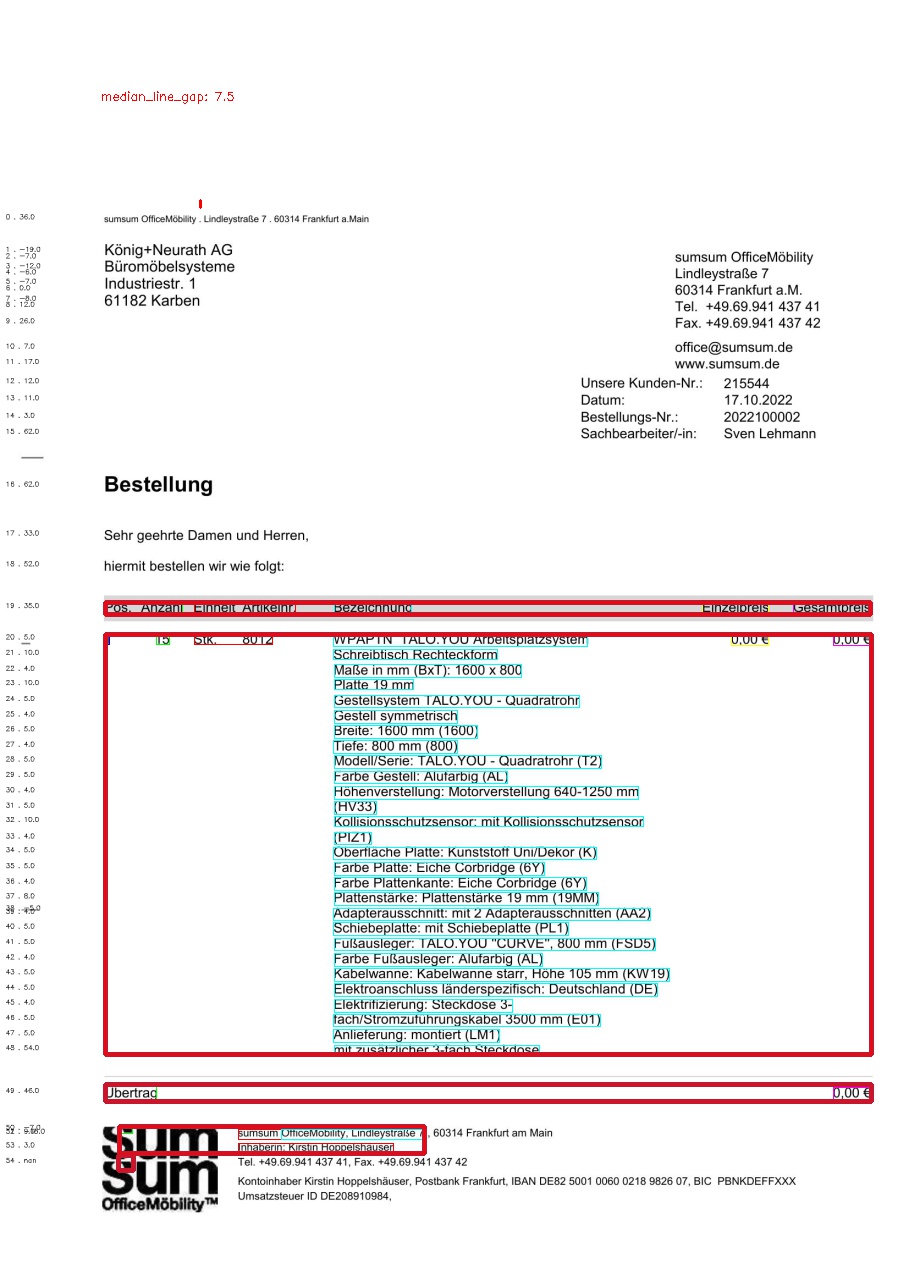 median_line_gap: 7.5
0 . 36.0
sumsum OfficeMöbility . Lindleystraße 7 . 60314 Frankfurt a.Main
1 . -19.0
2 . -7.0
3 . -12.0
4 . -6.0
5 . -7.0
6 . 0.0
7 . -8.0
8 . 12.0
9 . 26.0
König+Neurath AG
Büromöbelsysteme
Industriestr. 1
61182 Karben
sumsum OfficeMöbility
Lindleystraße 7
60314 Frankfurt a.M.
Tel. +49.69.941 437 41
Fax. +49.69.941 437 42
10 . 7.0
office@sumsum.de
11 . 17.0
www.sumsum.de
12 . 12.0
Unsere Kunden-Nr.: 215544
13 . 11.0
Datum: 17.10.2022
14 . 3.0
Bestellungs-Nr.: 2022100002
15 . 62.0
Sachbearbeiter/-in: Sven Lehmann
16 . 62.0
Bestellung
17 . 33.0
Sehr geehrte Damen und Herren,
18 . 52.0
hiermit bestellen wir wie folgt:
19 . 35.0
Pos. Anzahl Einheit Artikelnr. Bezeichnung Einzelpreis Gesamtpreis
20 . 5.0
1 15 Stk. 8012 WPAPTN TALO.YOU Arbeitsplatzsystem 0,00 € 0,00 €
21 . 10.0
Schreibtisch Rechteckform
22 . 4.0
Maße in mm (BxT): 1600 x 800
23 . 10.0
Platte 19 mm
24 . 5.0
Gestellsystem TALO.YOU - Quadratrohr
25 . 4.0
Gestell symmetrisch
26 . 5.0
Breite: 1600 mm (1600)
27 . 4.0
Tiefe: 800 mm (800)
28 . 5.0
Modell/Serie: TALO.YOU - Quadratrohr (T2)
29 . 5.0
Farbe Gestell: Alufarbig (AL)
30 . 4.0
Höhenverstellung: Motorverstellung 640-1250 mm
31 . 5.0
(HV33)
32 . 10.0
Kollisionsschutzsensor: mit Kollisionsschutzsensor
33 . 4.0
(PIZ1)
34 . 5.0
Oberfläche Platte: Kunststoff Uni/Dekor (K)
35 . 5.0
Farbe Platte: Eiche Corbridge (6Y)
36 . 4.0
Farbe Plattenkante: Eiche Corbridge (6Y)
37 . 8.0
Plattenstärke: Plattenstärke 19 mm (19MM)
Adapterausschnitt: mit 2 Adapterausschnitten (AA2)
40 . 5.0
Schiebeplatte: mit Schiebeplatte (PL1)
41 . 5.0
Fußausleger: TALO.YOU "CURVE", 800 mm (FSD5)
42 . 4.0
Farbe Fußausleger: Alufarbig (AL)
43 . 5.0
Kabelwanne: Kabelwanne starr, Höhe 105 mm (KW19)
44 . 5.0
Elektroanschluss länderspezifisch: Deutschland (DE)
45 . 4.0
Elektrifizierung: Steckdose 3-
46 . 5.0
fach/Stromzuführungskabel 3500 mm (E01)
47 . 5.0
Anlieferung: montiert (LM1)
48 . 54.0
mit zusätzlicher 3-fach Steckdose
49 . 46.0
Übertrag 0,00 €
sum
sum
OfficeMöbility™
sumsum OfficeMöbility, Lindleystraße 7, 60314 Frankfurt am Main
53 . 3.0
Inhaberin: Kirstin Hoppelshäuser
54 . nan
Tel. +49.69.941 437 41, Fax. +49.69.941 437 42
Kontoinhaber Kirstin Hoppelshäuser, Postbank Frankfurt, IBAN DE82 5001 0060 0218 9826 07, BIC PBNKDEFFXXX
Umsatzsteuer ID DE208910984,